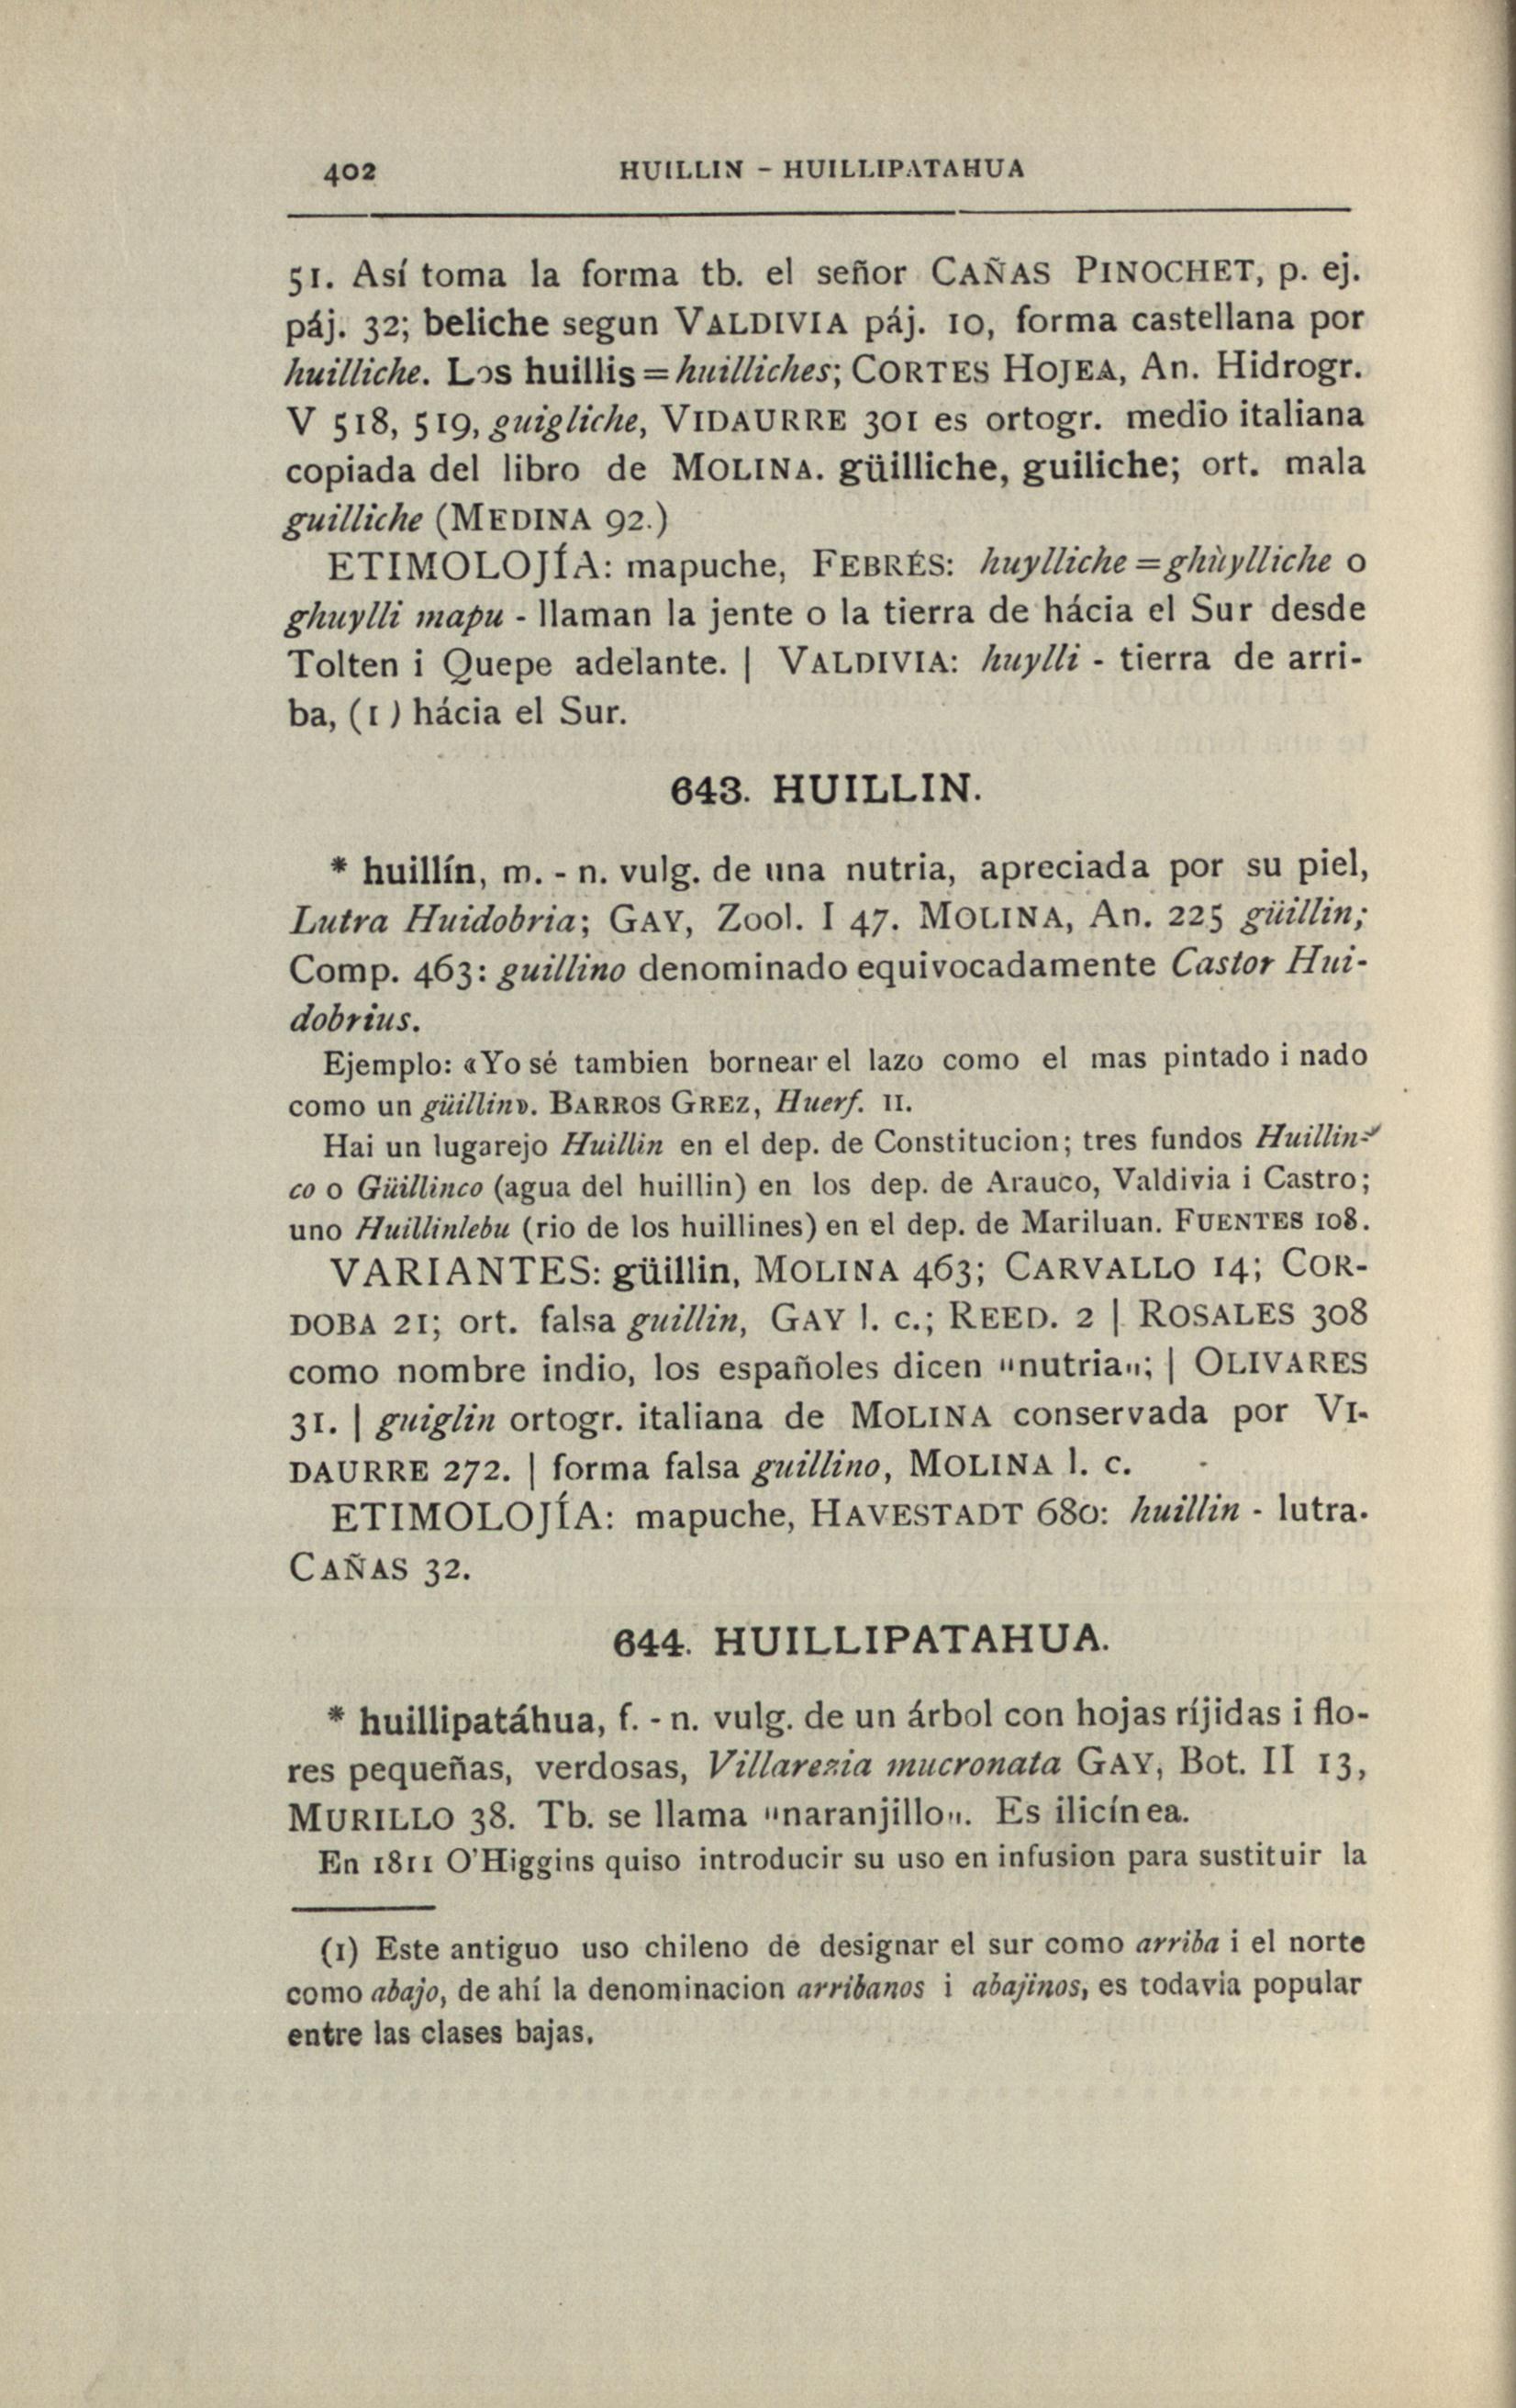 402 HUILLIN - HUILLIPATAHUA
51. Así toma la forma tb. el señor CAÑAS PINOCHET, p. ej.
páj. 32; beliche segun VALDIVIA páj. 10, forma castellana por
huilliche. Los huillis = huilliches; CORTES HOJEA, An. Hidrogr.
V 518, 519, guigliche, VIDAURRE 301 es ortogr. medio italiana
copiada del libro de MOLINA. güilliche, guiliche; ort. mala
guilliche (MEDINA 92.)
ETIMOLOJÍA: mapuche, FEBRÉS: huylliche = ghùylliche o
ghuylli mapu - llaman la jente o la tierra de hácia el Sur desde
Tolten i Quepe adelante. | VALDIVIA: huylli - tierra de arri-
ba, (1) hácia el Sur.
643. HUILLIN.
* huillín, m. - n. vulg. de una nutria, apreciada por su piel,
Lutra Huidobria; GAY, Zool. I 47. MOLINA, An. 225 güillin;
Comp. 463: guillino denominado equivocadamente Castor Hui-
dobrius.
Ejemplo: «Yo sé tambien bornear el lazo como el mas pintado i nado
como un güillin». BARROS GREZ, Huerf. II.
Hai un lugarejo Huillin en el dep. de Constitucion; tres fundos Huillin-
co o Güillinco (agua del huillin) en los dep. de Arauco, Valdivia i Castro;
uno Huillinlebu (rio de los huillines) en el dep. de Mariluan. FUENTES 108.
VARIANTES: güillin, MOLINA 463; CARVALLO 14; COR-
DOBA 21; ort. falsa guillin, GAY l. c.; REED. 2 | ROSALES 308
como nombre indio, los españoles dicen "nutria"; | OLIVARES
31. | guiglin ortogr. italiana de MOLINA conservada por VI-
DAURRE 272. | forma falsa guillino, MOLINA l. c.
ETIMOLOJÍA: mapuche, HAVESTADT 680: huillin - lutra.
CAÑAS 32.
644. HUILLIPATAHUA.
* huillipatáhua, f. - n. vulg. de un árbol con hojas ríjidas i flo-
res pequeñas, verdosas, Villarezia mucronata GAY, Bot. II 13,
MURILLO 38. Tb. se llama "naranjillo". Es ilicínea.
En 1811 O'Higgins quiso introducir su uso en infusion para sustituir la
(1) Este antiguo uso chileno de designar el sur como arriba i el norte
como abajo, de ahí la denominacion arribanos i abajinos, es todavia popular
entre las clases bajas.